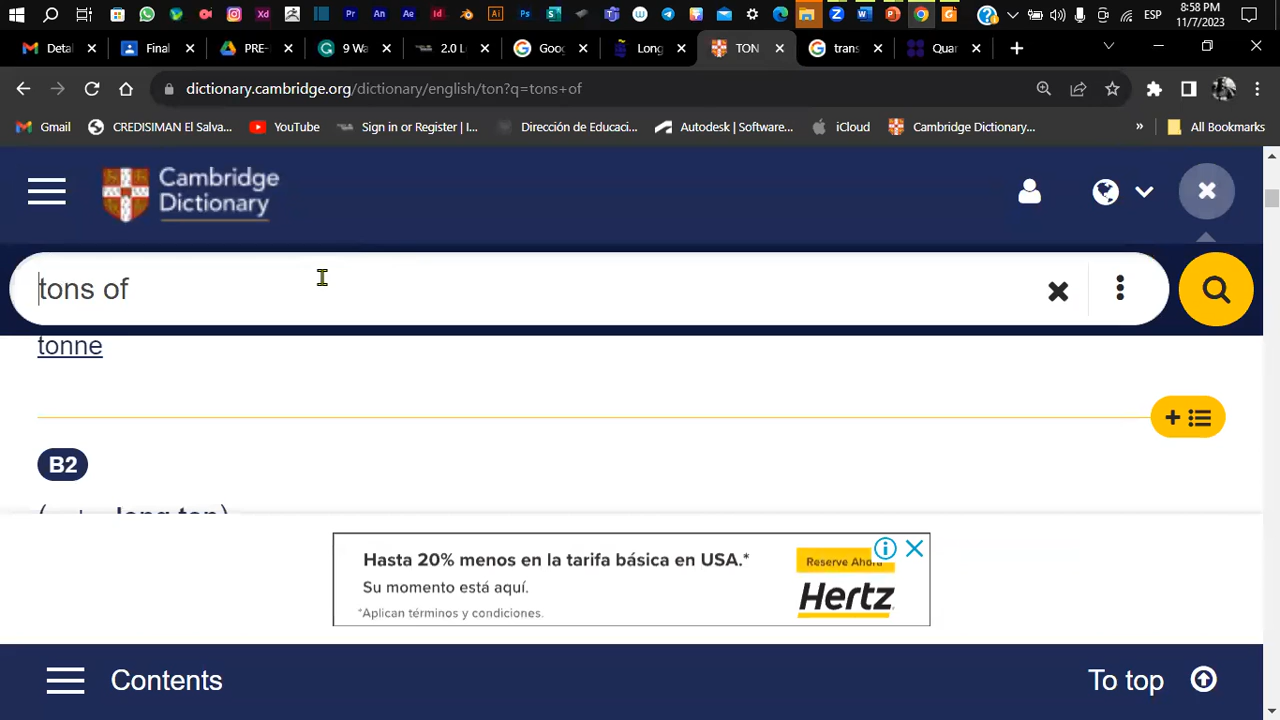 8:58 PM
ESP
11/7/2023
Detal
Final
PRE-
9 Wa
2.0 L
Goog
Long
TON
trans
Quar
dictionary.cambridge.org/dictionary/english/ton?q=tons+of
Gmail
CREDISIMAN El Salva...
YouTube
Sign in or Register | I...
Dirección de Educaci...
Autodesk | Software...
iCloud
Cambridge Dictionary...
»
All Bookmarks
Cambridge
Dictionary
tons of
tonne
B2
long ton)
Hasta 20% menos en la tarifa básica en USA.*
Su momento está aquí.
*Aplican términos y condiciones.
Reserve Ahora
Hertz
Contents
To top